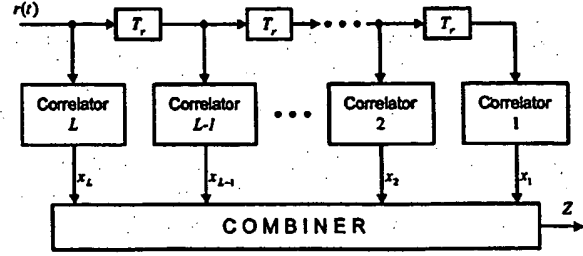 r(t)
T_r T_r T_r
Correlator L
Correlator L-1
Correlator 2
Correlator 1
x_L x_{L-1} x_2 x_1
COMBINER
Z